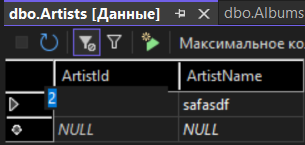 dbo.Artists [Данные] dbo.Albums
Максимальное ко
ArtistId ArtistName
2 safasdf
NULL NULL